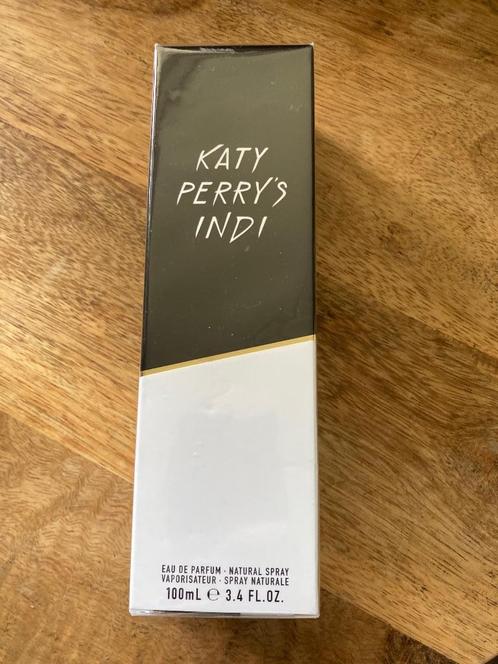 KATY
PERRY'S
INDI
EAU DE PARFUM · NATURAL SPRAY
VAPORISATEUR · SPRAY NATURALE
100mL ℮ 3.4 FL.OZ.